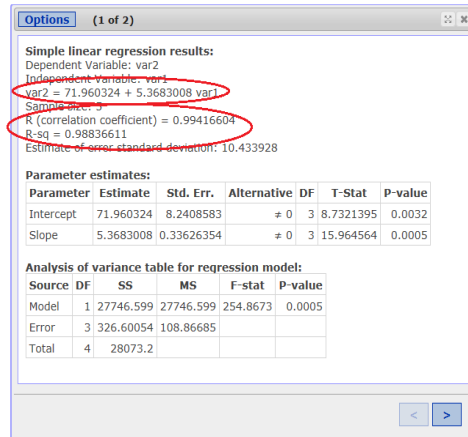 Options (1 of 2)
Simple linear regression results:
Dependent Variable: var2
Independent Variable: var1
var2 = 71.960324 + 5.3683008 var1
Sample size: 5
R (correlation coefficient) = 0.99416604
R-sq = 0.98836611
Estimate of error standard deviation: 10.433928
Parameter estimates:
Parameter Estimate Std. Err. Alternative DF T-Stat P-value
Intercept 71.960324 8.2408583 ≠ 0 3 8.7321395 0.0032
Slope 5.3683008 0.33626354 ≠ 0 3 15.964564 0.0005
Analysis of variance table for regression model:
Source DF SS MS F-stat P-value
Model 1 27746.599 27746.599 254.8673 0.0005
Error 3 326.60054 108.86685
Total 4 28073.2
< >